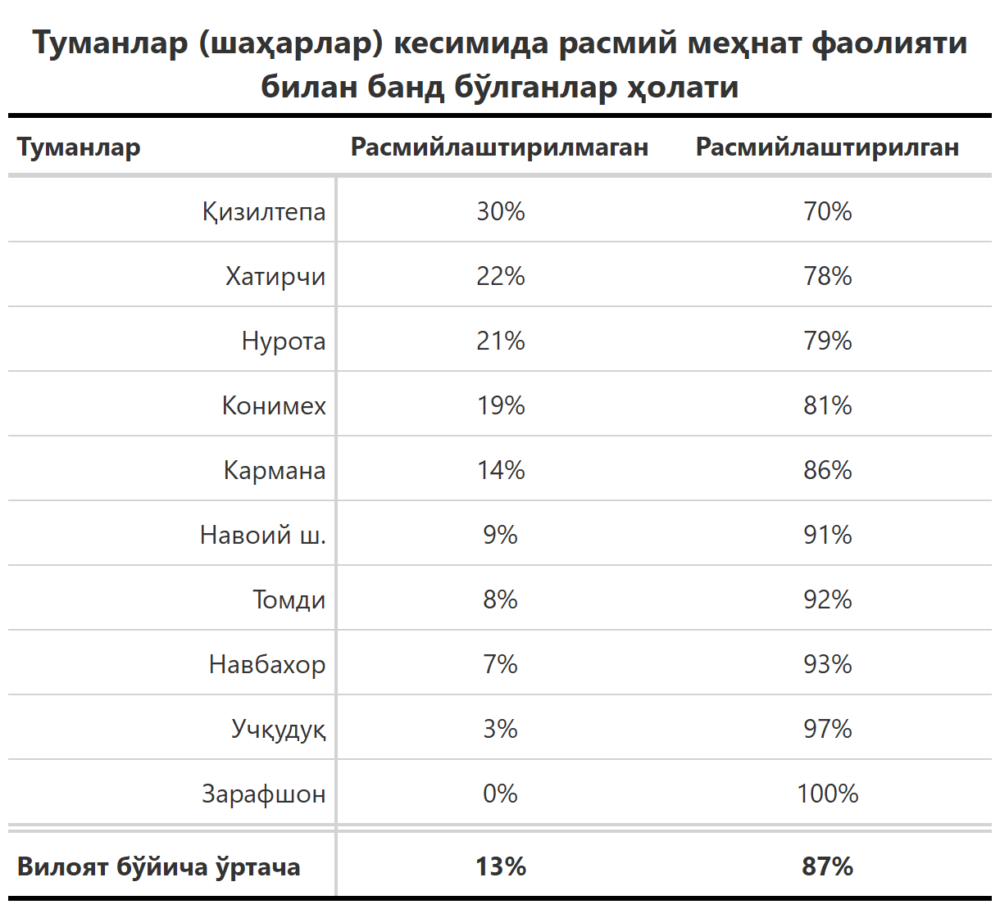 Туманлар (шаҳарлар) кесимида расмий меҳнат фаолияти
билан банд бўлганлар ҳолати
Туманлар Расмийлаштирилмаган Расмийлаштирилган
Қизилтепа 30% 70%
Хатирчи 22% 78%
Нурота 21% 79%
Конимех 19% 81%
Кармана 14% 86%
Навоий ш. 9% 91%
Томди 8% 92%
Навбахор 7% 93%
Учқудуқ 3% 97%
Зарафшон 0% 100%
Вилоят бўйича ўртача 13% 87%